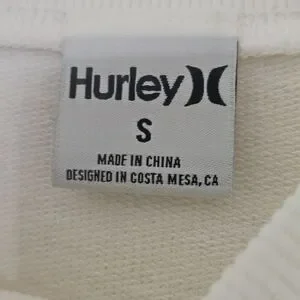 Hurley
S
MADE IN CHINA
DESIGNED IN COSTA MESA, CA